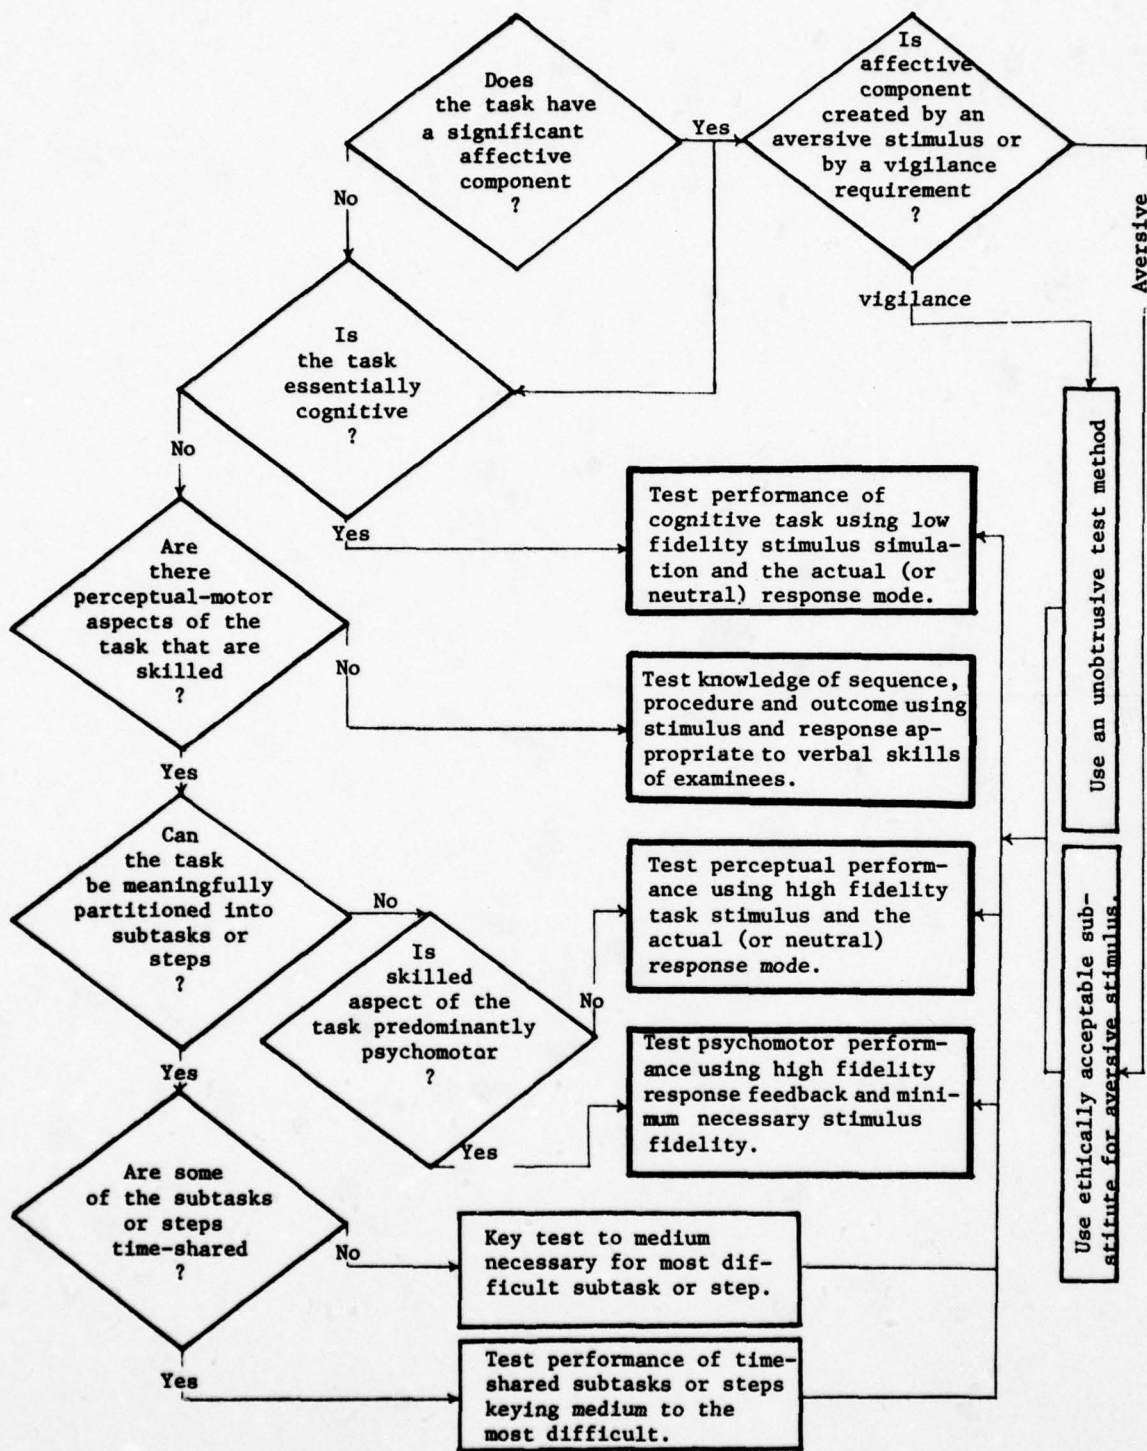 Does
the task have
a significant
affective
component
?
Yes
No
Is
affective
component
created by an
aversive stimulus or
by a vigilance
requirement
?
Aversive
vigilance
Is
the task
essentially
cognitive
?
No
Yes
Test performance of
cognitive task using low
fidelity stimulus simula-
tion and the actual (or
neutral) response mode.
Use an unobtrusive test method
Are
there
perceptual-motor
aspects of the
task that are
skilled
?
No
Yes
Test knowledge of sequence,
procedure and outcome using
stimulus and response ap-
propriate to verbal skills
of examinees.
Can
the task
be meaningfully
partitioned into
subtasks or
steps
?
No
Yes
Is
skilled
aspect of the
task predominantly
psychomotor
?
No
Yes
Test perceptual perform-
ance using high fidelity
task stimulus and the
actual (or neutral)
response mode.
Test psychomotor perform-
ance using high fidelity
response feedback and mini-
mum necessary stimulus
fidelity.
Use ethically acceptable sub-
stitute for aversive stimulus.
Are some
of the subtasks
or steps
time-shared
?
No
Yes
Key test to medium
necessary for most dif-
ficult subtask or step.
Test performance of time-
shared subtasks or steps
keying medium to the
most difficult.